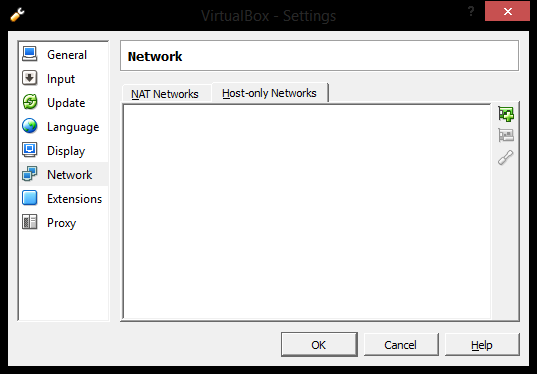 VirtualBox - Settings
?
General
Input
Update
Language
Display
Network
Extensions
Proxy
Network
NAT Networks
Host-only Networks
OK
Cancel
Help